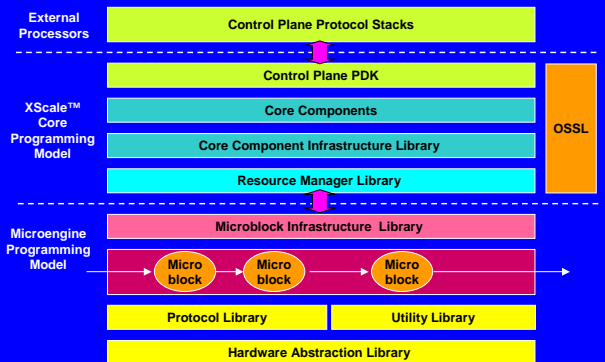 External
Processors
Control Plane Protocol Stacks
Control Plane PDK
XScale™
Core
Programming
Model
Core Components
Core Component Infrastructure Library
Resource Manager Library
OSSL
Microengine
Programming
Model
Microblock Infrastructure Library
Micro
block
Micro
block
Micro
block
Protocol Library
Utility Library
Hardware Abstraction Library